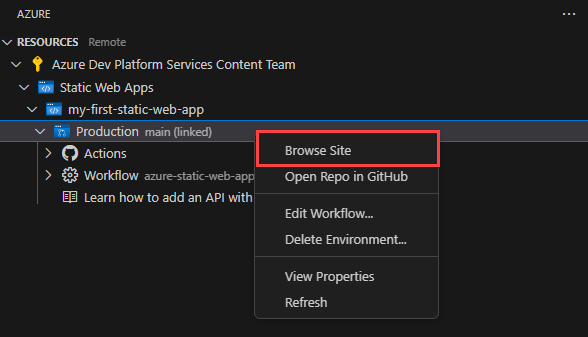 AZURE
RESOURCES Remote
Azure Dev Platform Services Content Team
Static Web Apps
my-first-static-web-app
Production main (linked)
Actions
Workflow azure-static-web-app
Learn how to add an API with
Browse Site
Open Repo in GitHub
Edit Workflow...
Delete Environment...
View Properties
Refresh